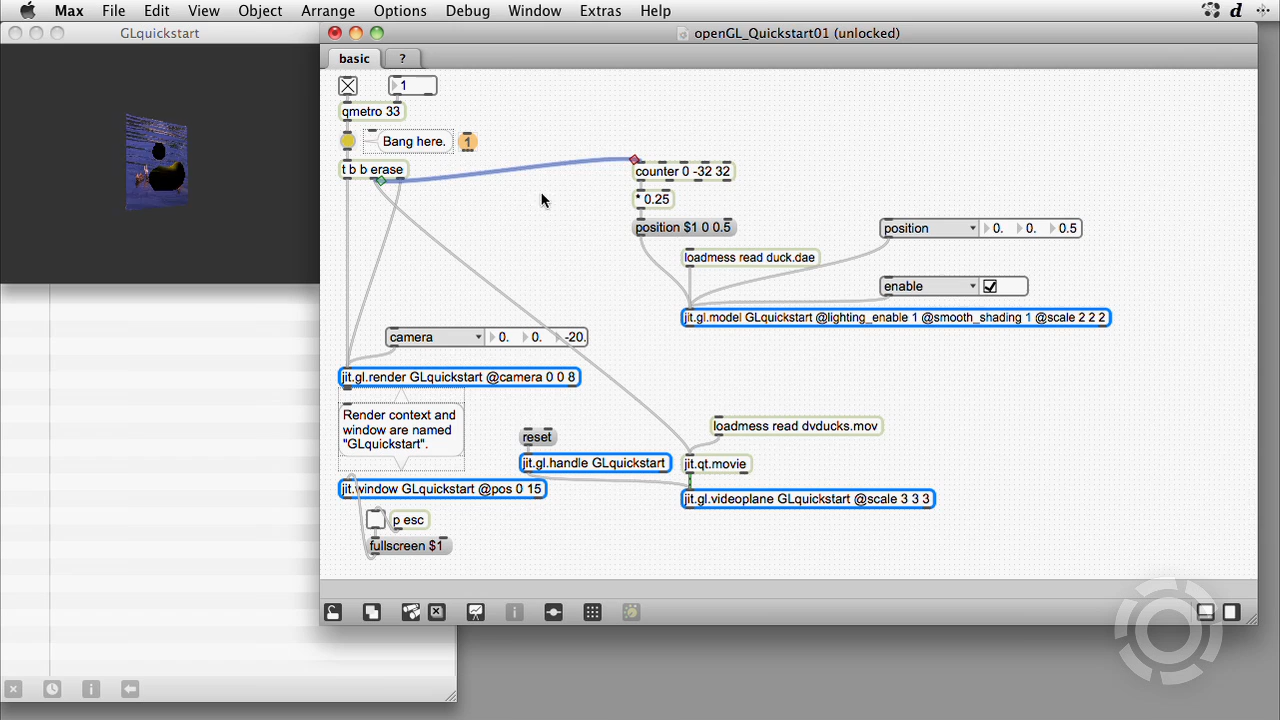 Max File Edit View Object Arrange Options Debug Window Extras Help d
GLquickstart
openGL_Quickstart01 (unlocked)
basic ?
1
qmetro 33
Bang here. 1
t b b erase
counter 0 -32 32
* 0.25
position $1 0 0.5
position 0. 0. 0.5
loadmess read duck.dae
enable
jit.gl.model GLquickstart @lighting_enable 1 @smooth_shading 1 @scale 2 2 2
camera 0. 0. -20.
jit.gl.render GLquickstart @camera 0 0 8
Render context and
window are named
"GLquickstart".
loadmess read dvducks.mov
reset
jit.gl.handle GLquickstart
jit.qt.movie
jit.window GLquickstart @pos 0 15
jit.gl.videoplane GLquickstart @scale 3 3 3
p esc
fullscreen $1